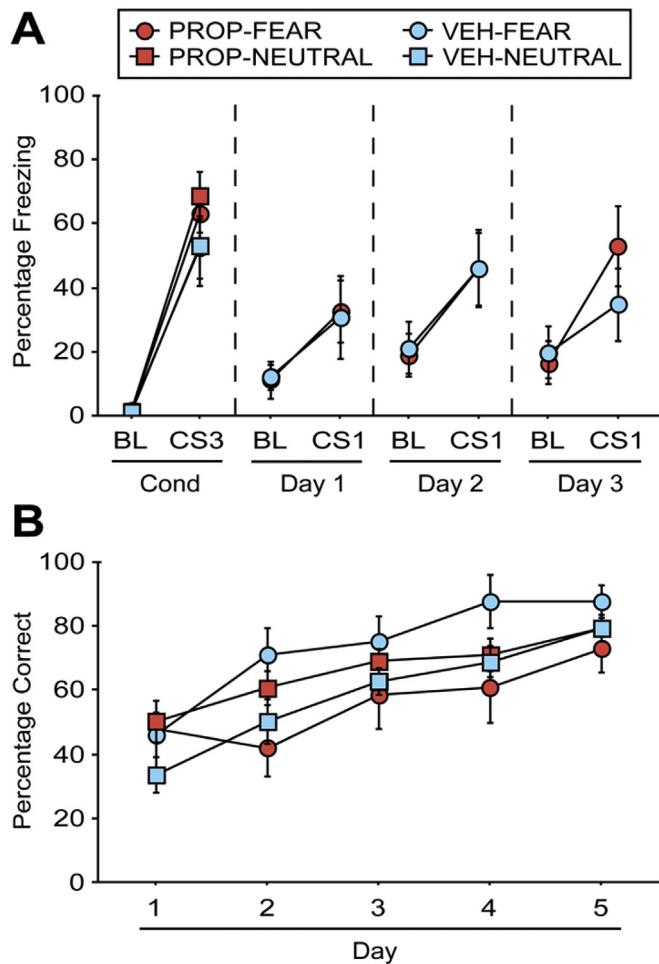 A
PROP-FEAR VEH-FEAR
PROP-NEUTRAL VEH-NEUTRAL
Percentage Freezing
100
80
60
40
20
0
BL CS3 BL CS1 BL CS1 BL CS1
Cond Day 1 Day 2 Day 3
B
Percentage Correct
100
80
60
40
20
0
1 2 3 4 5
Day